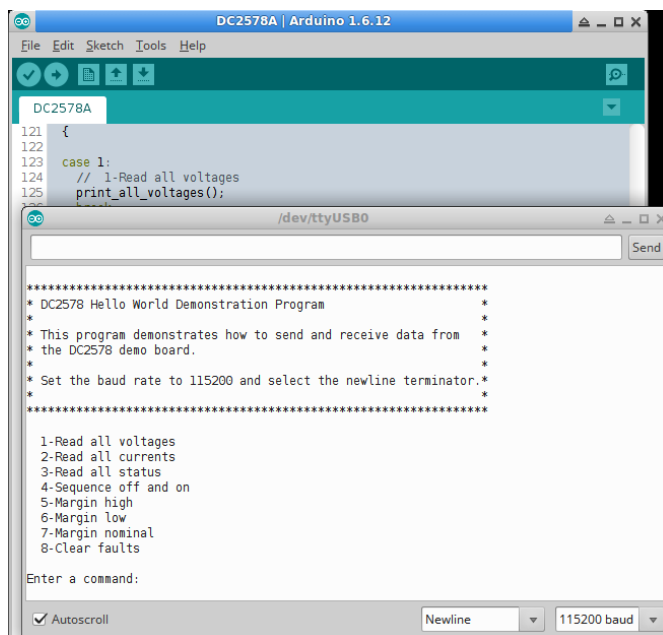 DC2578A | Arduino 1.6.12
File Edit Sketch Tools Help
DC2578A
121 {
122
123 case 1:
124 // 1-Read all voltages
125 print_all_voltages();
/dev/ttyUSB0
Send
*****************************************************************
* DC2578 Hello World Demonstration Program *
* *
* This program demonstrates how to send and receive data from *
* the DC2578 demo board. *
* *
* Set the baud rate to 115200 and select the newline terminator.*
* *
*****************************************************************
1-Read all voltages
2-Read all currents
3-Read all status
4-Sequence off and on
5-Margin high
6-Margin low
7-Margin nominal
8-Clear faults
Enter a command:
Autoscroll Newline 115200 baud